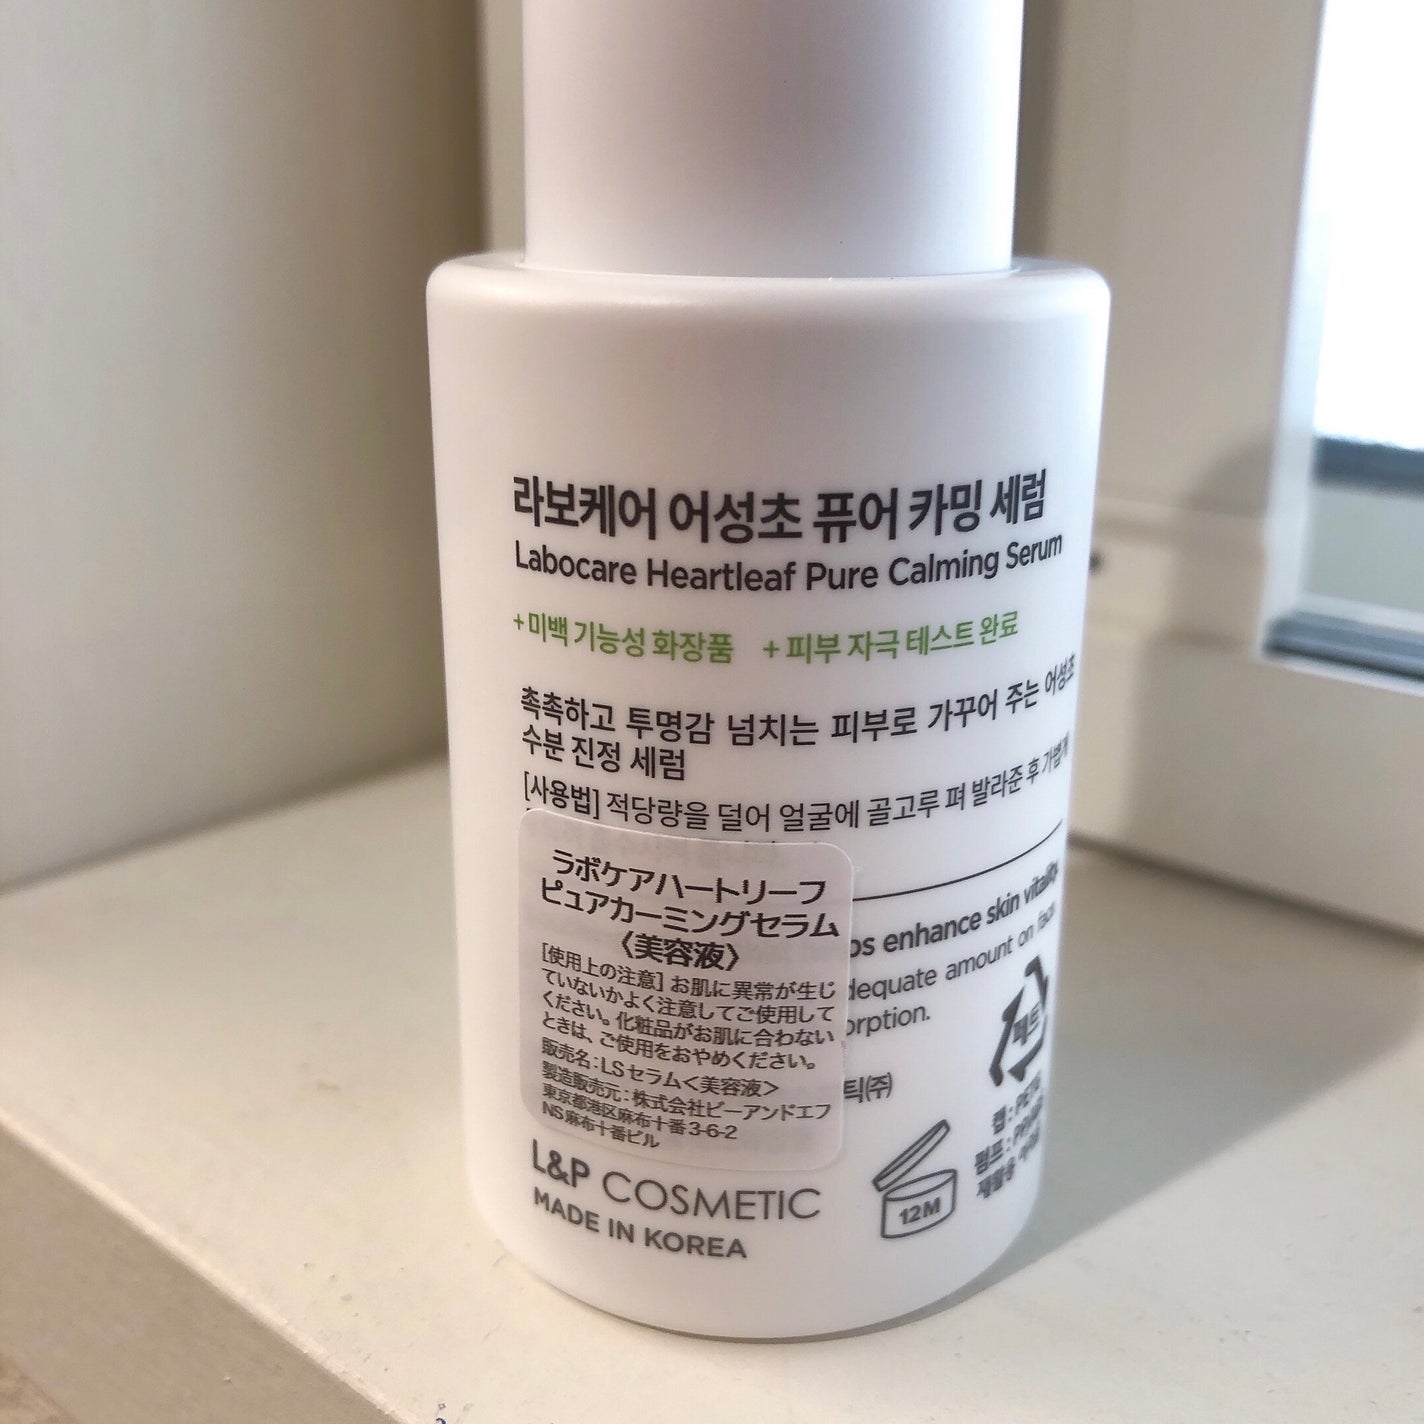 라보케어 어성초 퓨어 카밍 세럼
Labocare Heartleaf Pure Calming Serum
+미백 기능성 화장품 +피부 자극 테스트 완료
촉촉하고 투명감 넘치는 피부로 가꾸어 주는 어성초
수분 진정 세럼
[사용법] 적당량을 덜어 얼굴에 골고루 펴 발라준 후 가볍게
ラボケアハートリーフ
ピュアカーミングセラム
〈美容液〉
[使用上の注意] お肌に異常が生じ
ていないかよく注意してご使用して
ください。化粧品がお肌に合わない
ときは、ご使用をおやめください。
販売名:LSセラム<美容液>
製造販売元:株式会社ビーアンドエフ
東京都港区麻布十番3-6-2
NS麻布十番ビル
enhance skin vitality
amount on face
틱㈜
페트
12M
L&P COSMETIC
MADE IN KOREA